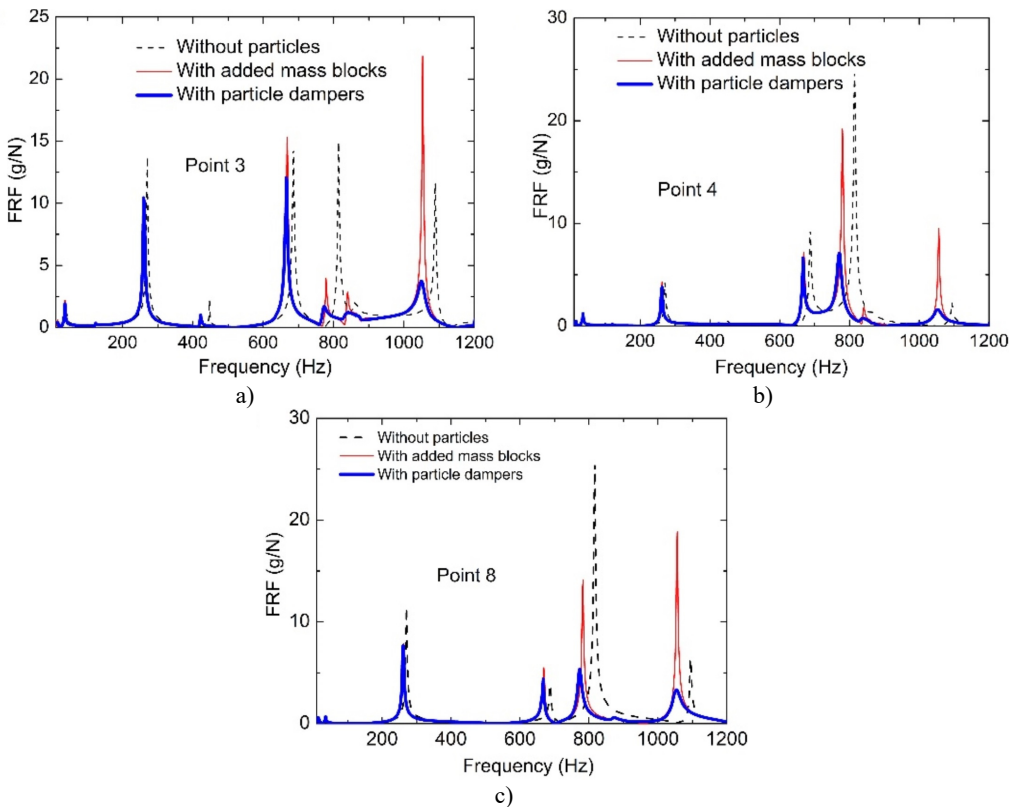 25
20
15
10
5
0
FRF (g/N)
Without particles
With added mass blocks
With particle dampers
Point 3
200 400 600 800 1000 1200
Frequency (Hz)
a)
30
20
10
0
FRF (g/N)
Without particles
With added mass blocks
With particle dampers
Point 4
200 400 600 800 1000 1200
Frequency (Hz)
b)
30
20
10
0
FRF (g/N)
Without particles
With added mass blocks
With particle dampers
Point 8
200 400 600 800 1000 1200
Frequency (Hz)
c)